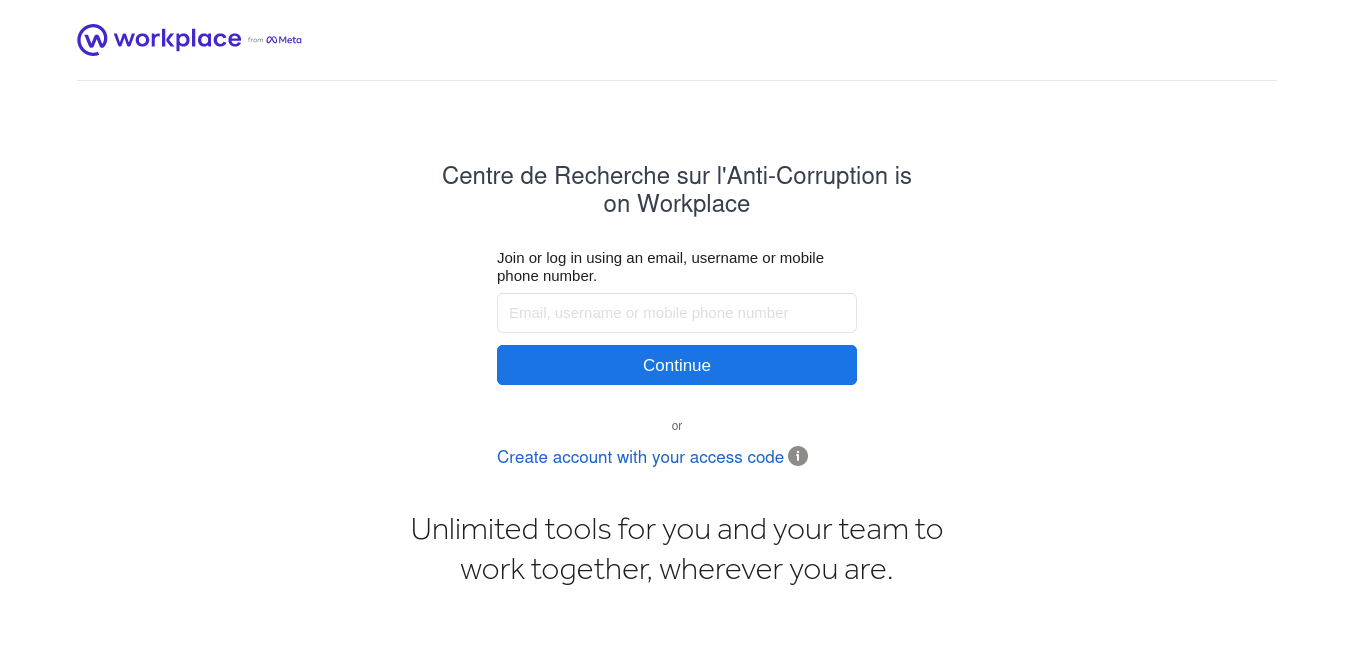 workplace from Meta
Centre de Recherche sur l'Anti-Corruption is
on Workplace
Join or log in using an email, username or mobile
phone number.
Email, username or mobile phone number
Continue
or
Create account with your access code
Unlimited tools for you and your team to
work together, wherever you are.